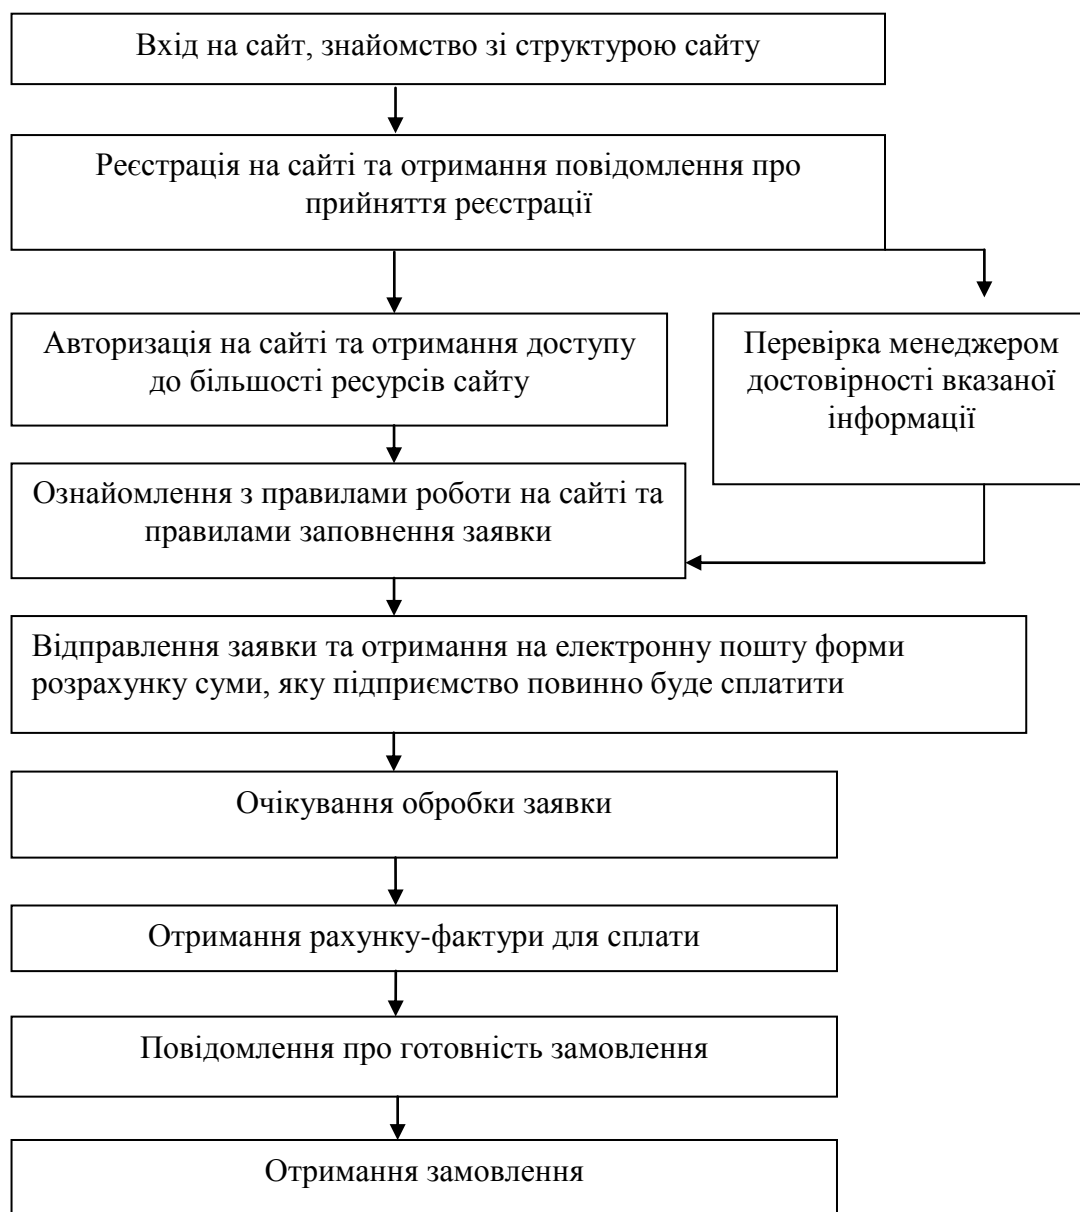 Вхід на сайт, знайомство зі структурою сайту
Реєстрація на сайті та отримання повідомлення про
прийняття реєстрації
Авторизація на сайті та отримання доступу
до більшості ресурсів сайту
Перевірка менеджером
достовірності вказаної
інформації
Ознайомлення з правилами роботи на сайті та
правилами заповнення заявки
Відправлення заявки та отримання на електронну пошту форми
розрахунку суми, яку підприємство повинно буде сплатити
Очікування обробки заявки
Отримання рахунку-фактури для сплати
Повідомлення про готовність замовлення
Отримання замовлення